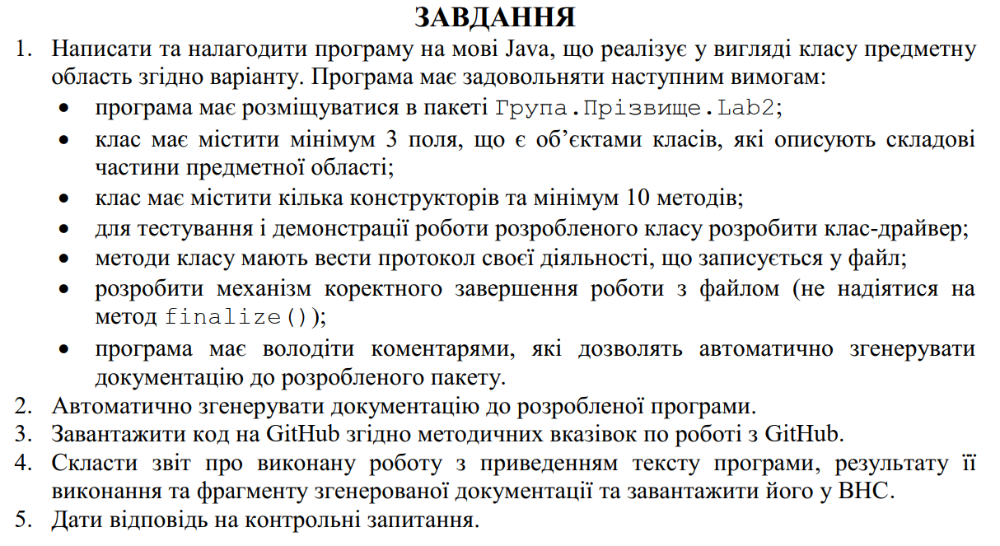 ЗАВДАННЯ
1. Написати та налагодити програму на мові Java, що реалізує у вигляді класу предметну
область згідно варіанту. Програма має задовольняти наступним вимогам:
• програма має розміщуватися в пакеті Група.Прізвище.Lab2;
• клас має містити мінімум 3 поля, що є об’єктами класів, які описують складові
частини предметної області;
• клас має містити кілька конструкторів та мінімум 10 методів;
• для тестування і демонстрації роботи розробленого класу розробити клас-драйвер;
• методи класу мають вести протокол своєї діяльності, що записується у файл;
• розробити механізм коректного завершення роботи з файлом (не надіятися на
метод finalize());
• програма має володіти коментарями, які дозволять автоматично згенерувати
документацію до розробленого пакету.
2. Автоматично згенерувати документацію до розробленої програми.
3. Завантажити код на GitHub згідно методичних вказівок по роботі з GitHub.
4. Скласти звіт про виконану роботу з приведенням тексту програми, результату її
виконання та фрагменту згенерованої документації та завантажити його у ВНС.
5. Дати відповідь на контрольні запитання.